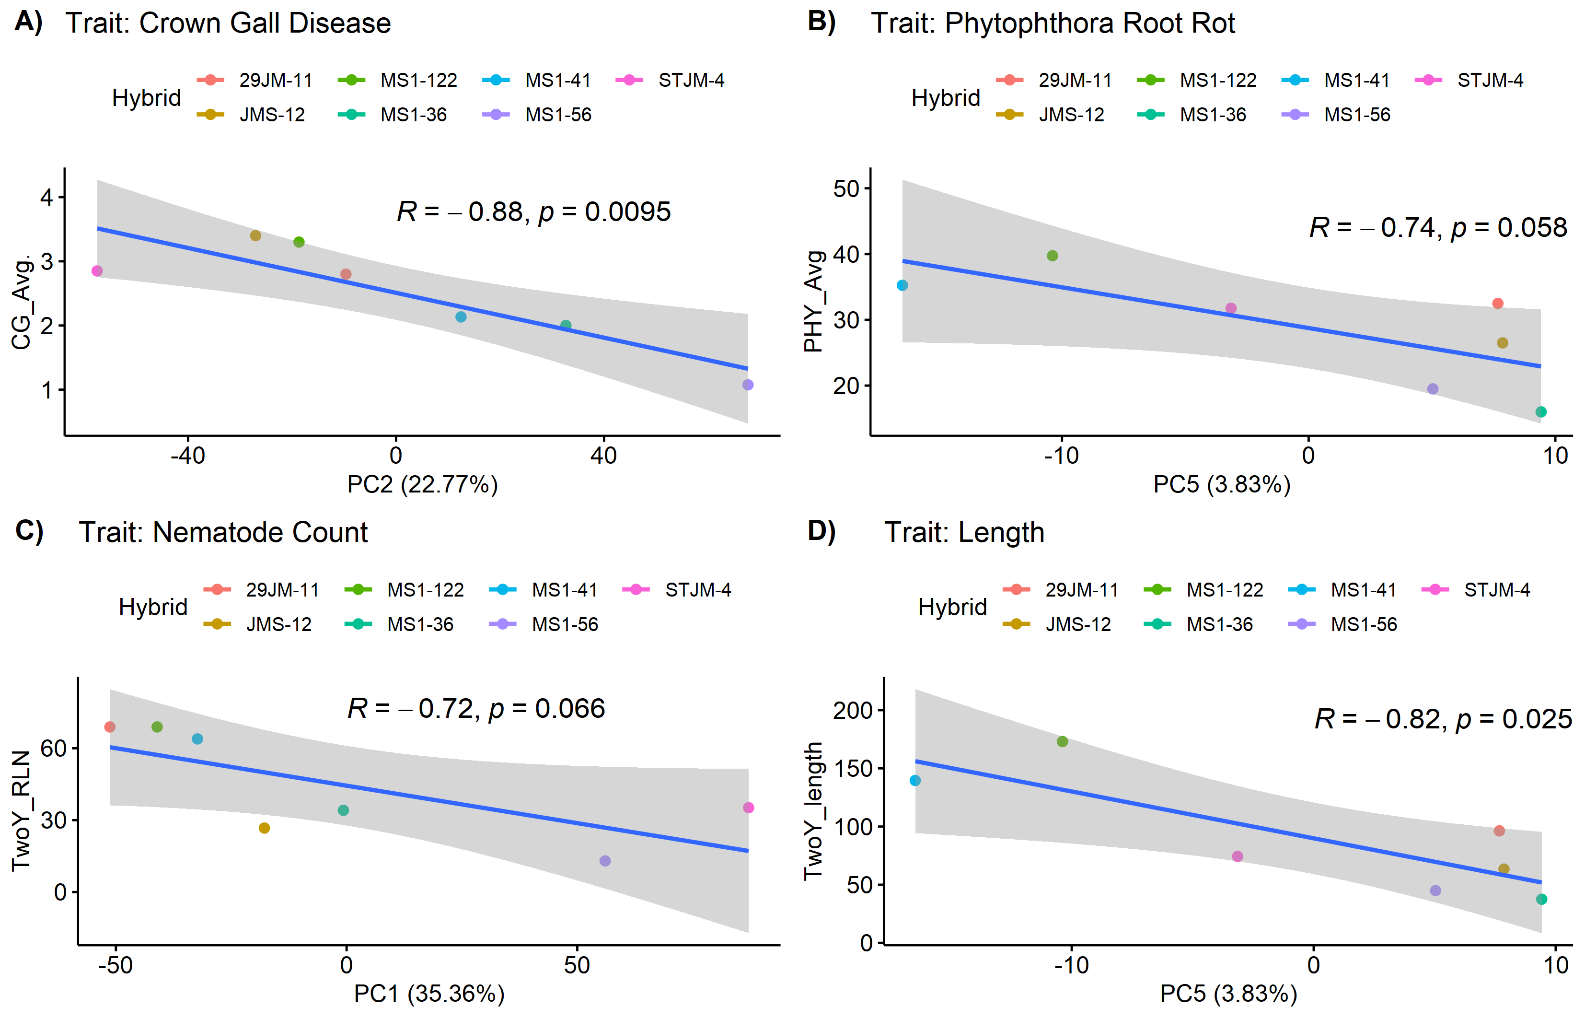 A) Trait: Crown Gall Disease
Hybrid
29JM-11 MS1-122 MS1-41 STJM-4
JMS-12 MS1-36 MS1-56
R = – 0.88, p = 0.0095
CG_Avg.
4
3
2
1
-40 0 40
PC2 (22.77%)
B) Trait: Phytophthora Root Rot
Hybrid
29JM-11 MS1-122 MS1-41 STJM-4
JMS-12 MS1-36 MS1-56
R = – 0.74, p = 0.058
PHY_Avg
50
40
30
20
-10 0 10
PC5 (3.83%)
C) Trait: Nematode Count
Hybrid
29JM-11 MS1-122 MS1-41 STJM-4
JMS-12 MS1-36 MS1-56
R = – 0.72, p = 0.066
TwoY_RLN
60
30
0
-50 0 50
PC1 (35.36%)
D) Trait: Length
Hybrid
29JM-11 MS1-122 MS1-41 STJM-4
JMS-12 MS1-36 MS1-56
R = – 0.82, p = 0.025
TwoY_length
200
150
100
50
0
-10 0 10
PC5 (3.83%)